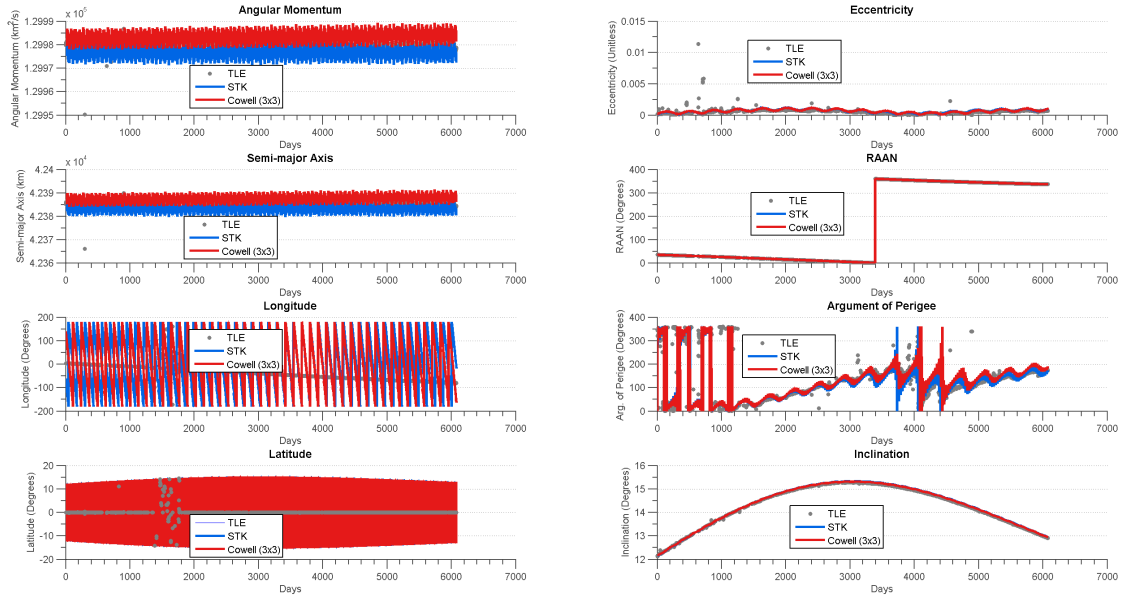 Angular Momentum
x 10^5
Angular Momentum (km²/s)
1.2999
1.2998
1.2997
1.2996
1.2995
TLE
STK
Cowell (3x3)
0 1000 2000 3000 4000 5000 6000 7000
Days
Eccentricity
Eccentricity (Unitless)
0.015
0.01
0.005
0
TLE
STK
Cowell (3x3)
0 1000 2000 3000 4000 5000 6000 7000
Days
Semi-major Axis
x 10^4
Semi-major Axis (km)
4.24
4.239
4.238
4.237
4.236
TLE
STK
Cowell (3x3)
0 1000 2000 3000 4000 5000 6000 7000
Days
RAAN
RAAN (Degrees)
400
300
200
100
0
TLE
STK
Cowell (3x3)
0 1000 2000 3000 4000 5000 6000 7000
Days
Longitude
Longitude (Degrees)
200
100
0
-100
-200
TLE
STK
Cowell (3x3)
0 1000 2000 3000 4000 5000 6000 7000
Days
Argument of Perigee
Arg. of Perigee (Degrees)
400
300
200
100
0
TLE
STK
Cowell (3x3)
0 1000 2000 3000 4000 5000 6000 7000
Days
Latitude
Latitude (Degrees)
20
10
0
-10
-20
TLE
STK
Cowell (3x3)
0 1000 2000 3000 4000 5000 6000 7000
Days
Inclination
Inclination (Degrees)
16
15
14
13
12
TLE
STK
Cowell (3x3)
0 1000 2000 3000 4000 5000 6000 7000
Days